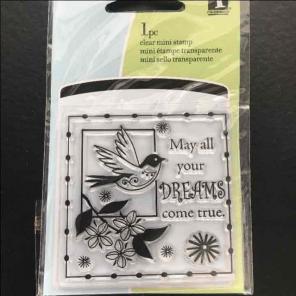 1pc
clear mini stamp
mini étampe transparente
mini sello transparente
May all
your
DREAMS
come true.